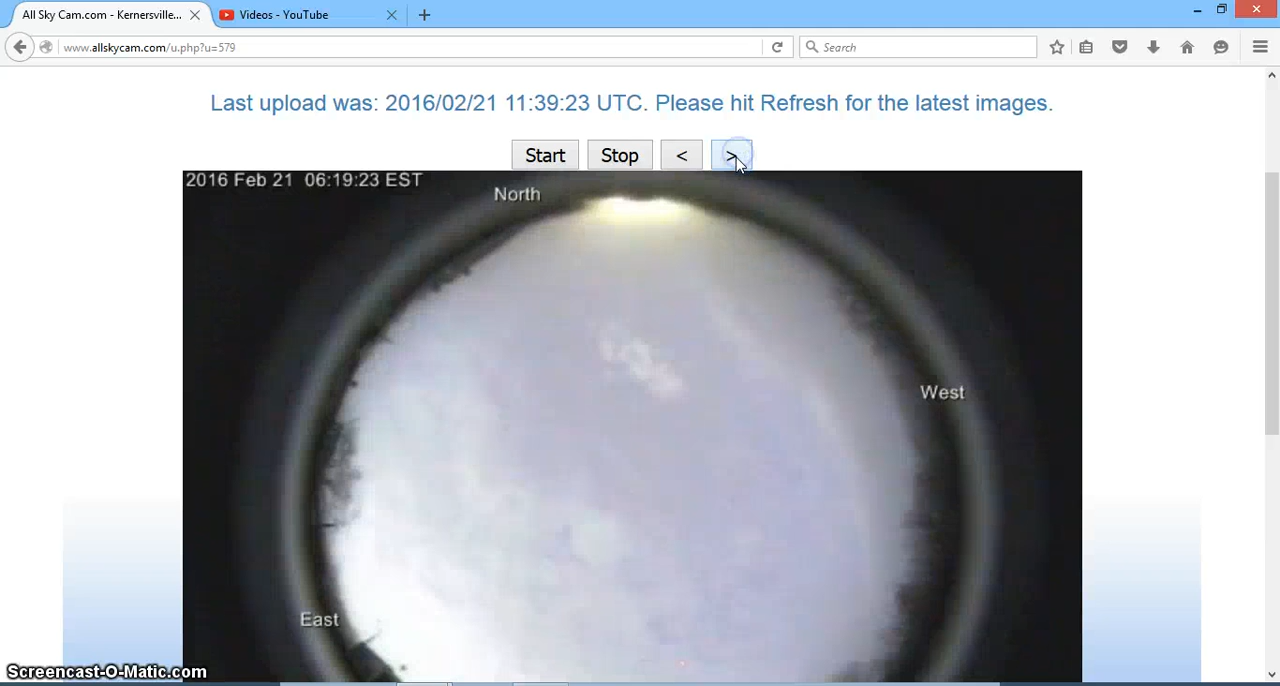 All Sky Cam.com - Kernersville...
Videos - YouTube
www.allskycam.com/u.php?u=579
Search
Last upload was: 2016/02/21 11:39:23 UTC. Please hit Refresh for the latest images.
Start Stop < >
2016 Feb 21 06:19:23 EST
North
West
East
Screencast-O-Matic.com